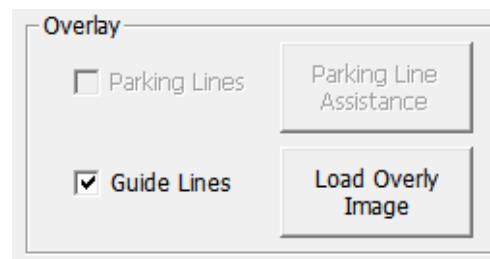 Overlay
Parking Lines
Parking Line
Assistance
Guide Lines
Load Overly
Image